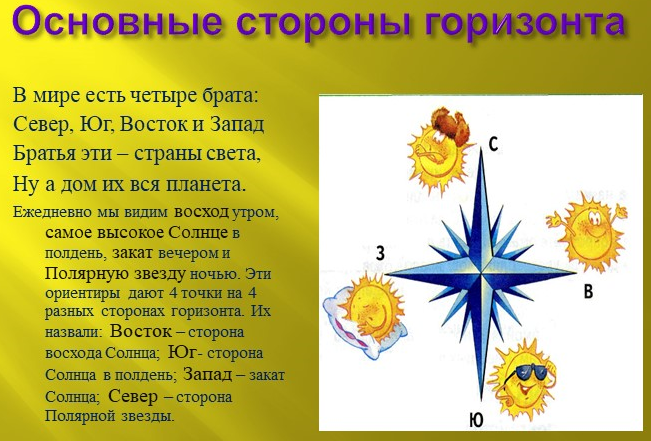 Основные стороны горизонта
В мире есть четыре брата:
Север, Юг, Восток и Запад
Братья эти – страны света,
Ну а дом их вся планета.
Ежедневно мы видим восход утром,
самое высокое Солнце в
полдень, закат вечером и
Полярную звезду ночью. Эти
ориентиры дают 4 точки на 4
разных сторонах горизонта. Их
назвали: Восток – сторона
восхода Солнца; Юг- сторона
Солнца в полдень; Запад – закат
Солнца; Север – сторона
Полярной звезды.
С
З
В
Ю